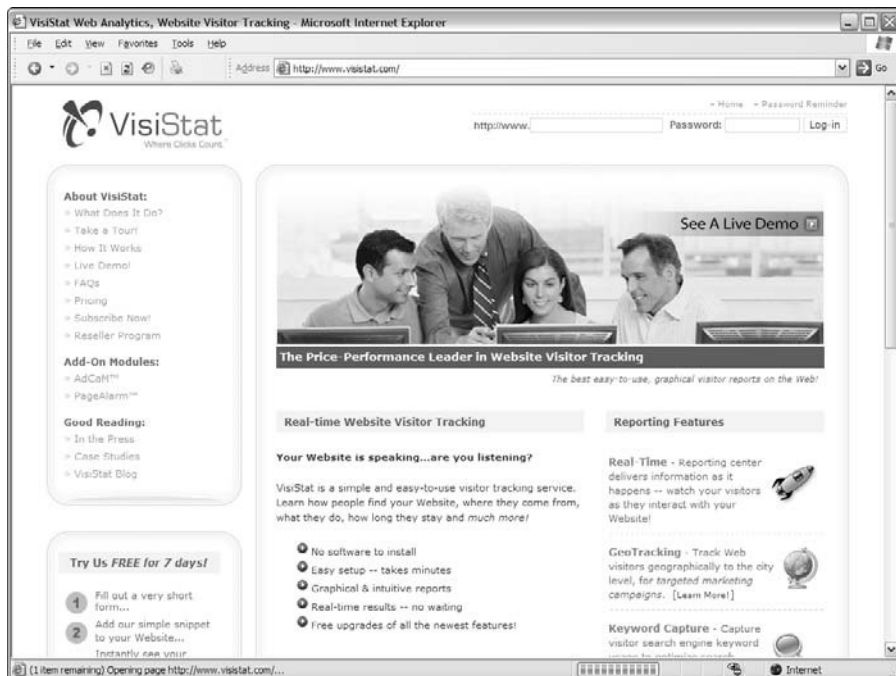 VisiStat Web Analytics, Website Visitor Tracking - Microsoft Internet Explorer
File Edit View Favorites Tools Help
Address http://www.visistat.com/ Go
» Home » Password Reminder
http://www. Password: Log-in
VisiStat
Where Clicks Count.™
About VisiStat:
» What Does It Do?
» Take a Tour!
» How It Works
» Live Demo!
» FAQs
» Pricing
» Subscribe Now!
» Reseller Program
Add-On Modules:
» AdCaM™
» PageAlarm™
Good Reading:
» In the Press
» Case Studies
» VisiStat Blog
Try Us FREE for 7 days!
1 Fill out a very short
form...
2 Add our simple snippet
to your Website...
Instantly see your
See A Live Demo
The Price-Performance Leader in Website Visitor Tracking
The best easy-to-use, graphical visitor reports on the Web!
Real-time Website Visitor Tracking
Your Website is speaking...are you listening?
VisiStat is a simple and easy-to-use visitor tracking service.
Learn how people find your Website, where they come from,
what they do, how long they stay and much more!
No software to install
Easy setup -- takes minutes
Graphical & intuitive reports
Real-time results -- no waiting
Free upgrades of all the newest features!
Reporting Features
Real-Time - Reporting center
delivers information as it
happens -- watch your visitors
as they interact with your
Website!
GeoTracking - Track Web
visitors geographically to the city
level, for targeted marketing
campaigns. [Learn More!]
Keyword Capture - Capture
visitor search engine keyword
usage to optimize search
(1 item remaining) Opening page http://www.visistat.com/... Internet